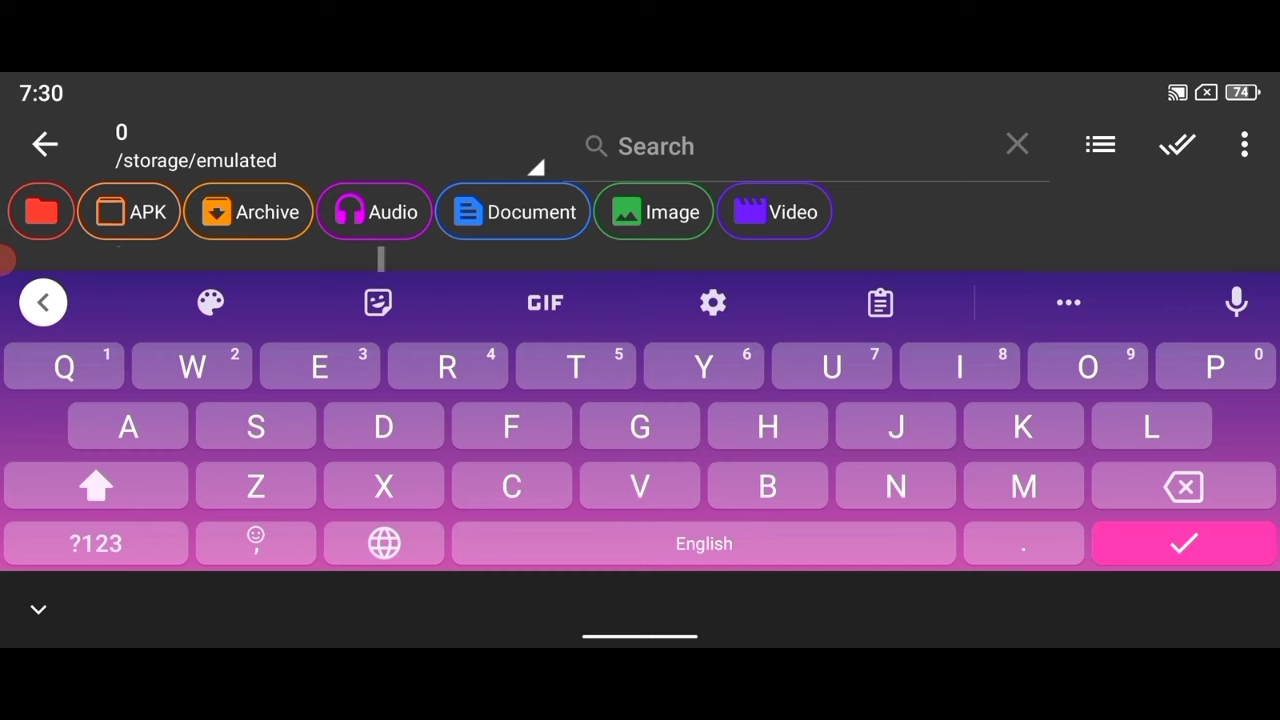 7:30
74
0
/storage/emulated
Search
APK
Archive
Audio
Document
Image
Video
GIF
Q 1 W 2 E 3 R 4 T 5 Y 6 U 7 I 8 O 9 P 0
A S D F G H J K L
Z X C V B N M
?123 , English .